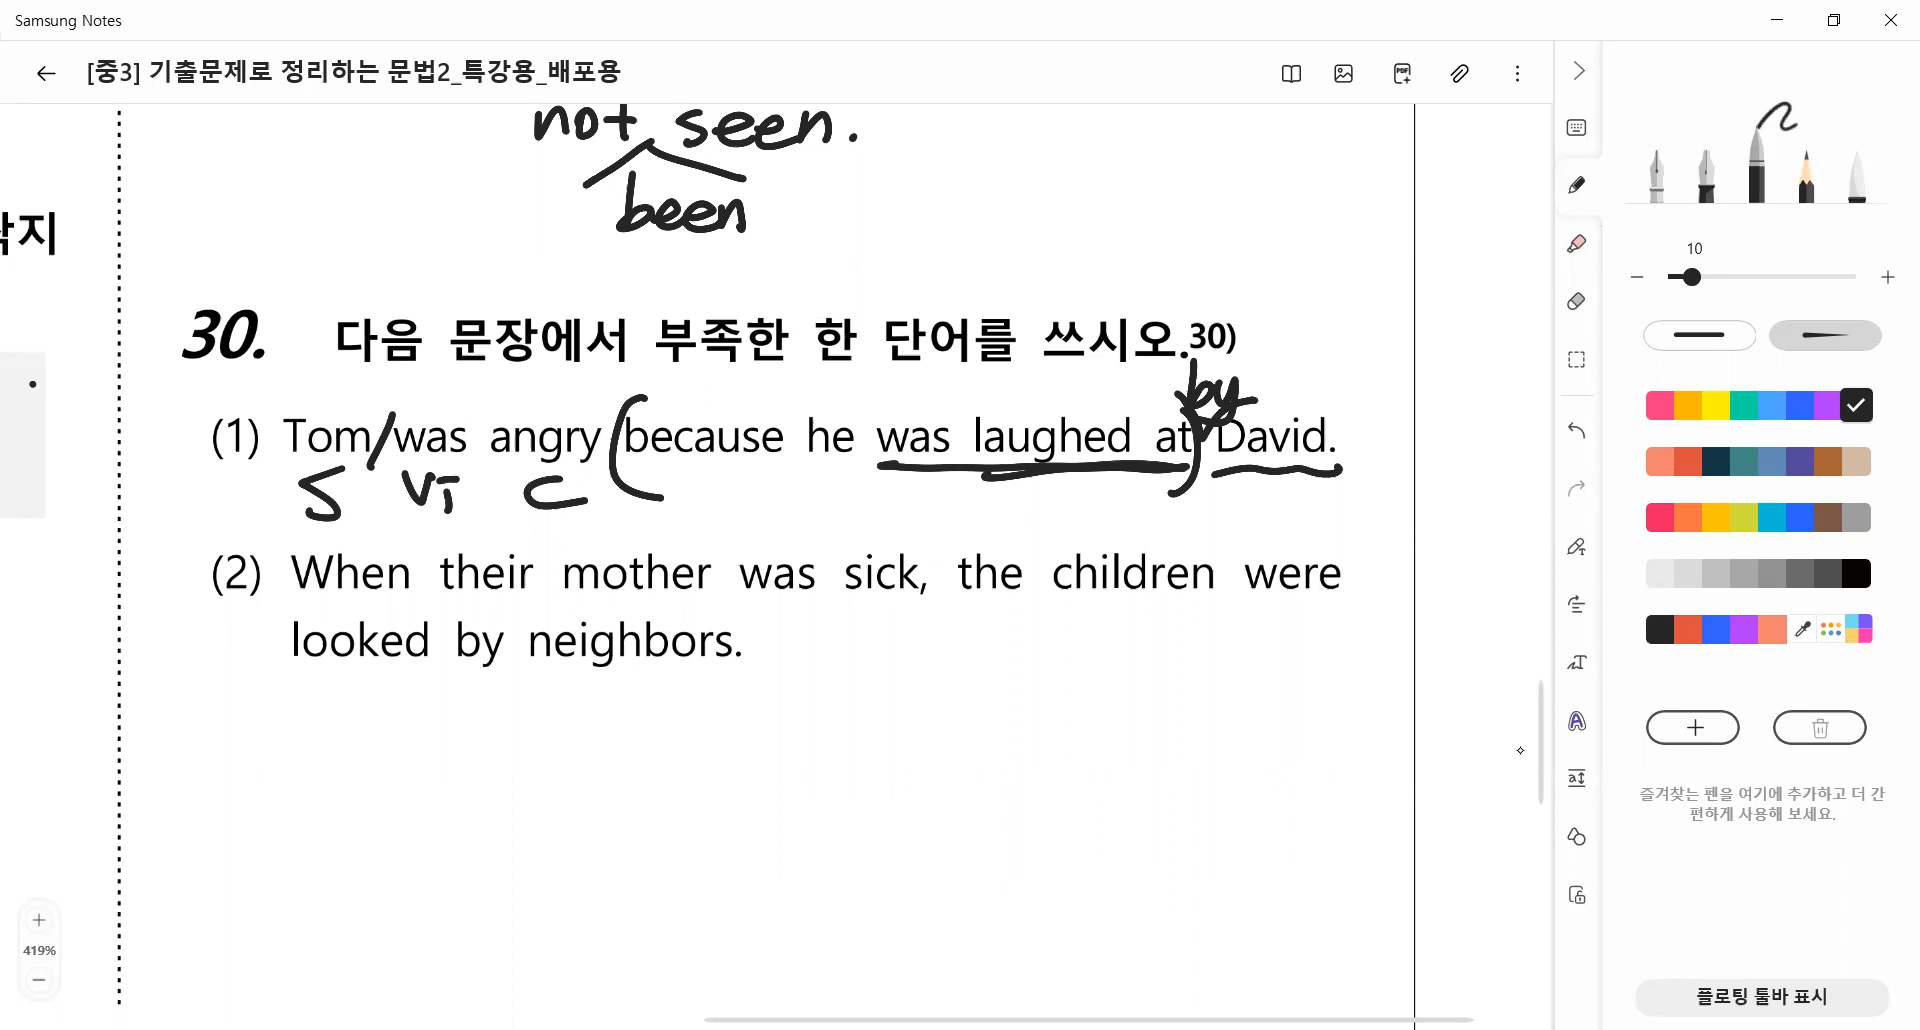 Samsung Notes
[중3] 기출문제로 정리하는 문법2_특강용_배포용
not seen.
been
각지
30. 다음 문장에서 부족한 한 단어를 쓰시오.30)
by
(1) Tom/was angry (because he was laughed at) David.
S Vi C
(2) When their mother was sick, the children were
looked by neighbors.
10
즐겨찾는 펜을 여기에 추가하고 더 간
편하게 사용해 보세요.
419%
플로팅 툴바 표시